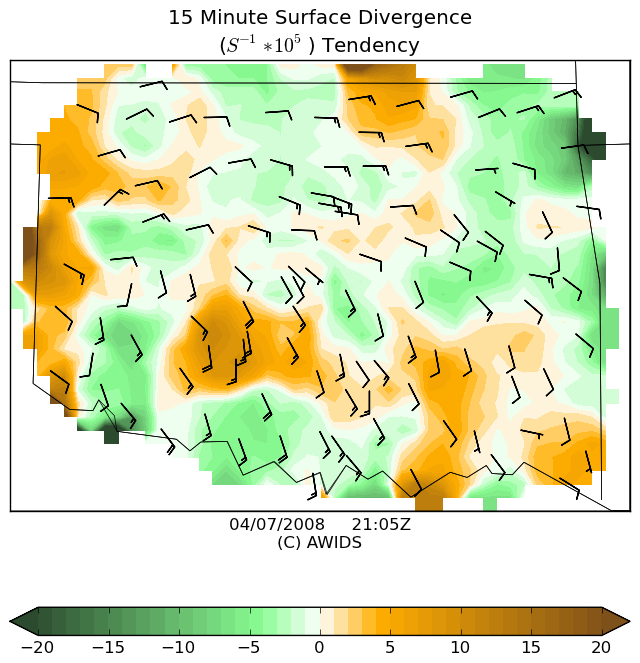 15 Minute Surface Divergence
(S⁻¹ *10⁵ ) Tendency
04/07/2008 21:05Z
(C) AWIDS
−20 −15 −10 −5 0 5 10 15 20